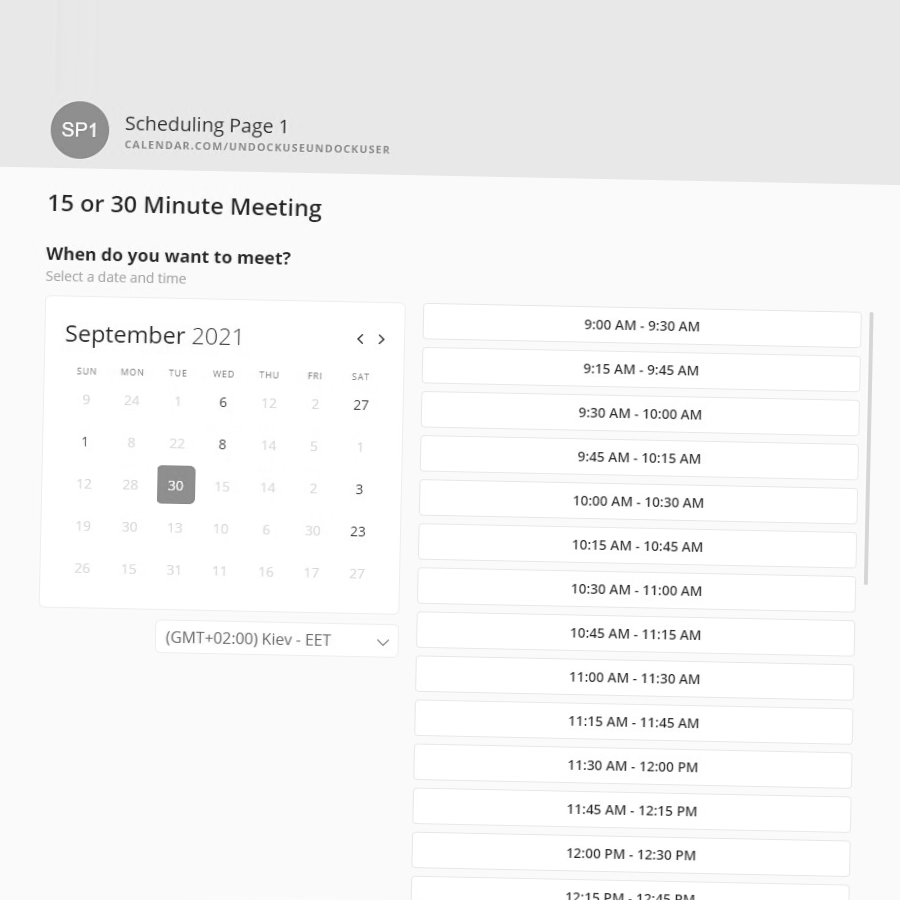 SP1
Scheduling Page 1
CALENDAR.COM/UNDOCKUSEUNDOCKUSER
15 or 30 Minute Meeting
When do you want to meet?
Select a date and time
September 2021
SUN MON TUE WED THU FRI SAT
9 24 1 6 12 2 27
1 8 22 8 14 5 1
12 28 30 15 14 2 3
19 30 13 10 6 30 23
26 15 31 11 16 17 27
(GMT+02:00) Kiev - EET
9:00 AM - 9:30 AM
9:15 AM - 9:45 AM
9:30 AM - 10:00 AM
9:45 AM - 10:15 AM
10:00 AM - 10:30 AM
10:15 AM - 10:45 AM
10:30 AM - 11:00 AM
10:45 AM - 11:15 AM
11:00 AM - 11:30 AM
11:15 AM - 11:45 AM
11:30 AM - 12:00 PM
11:45 AM - 12:15 PM
12:00 PM - 12:30 PM
12:15 PM - 12:45 PM